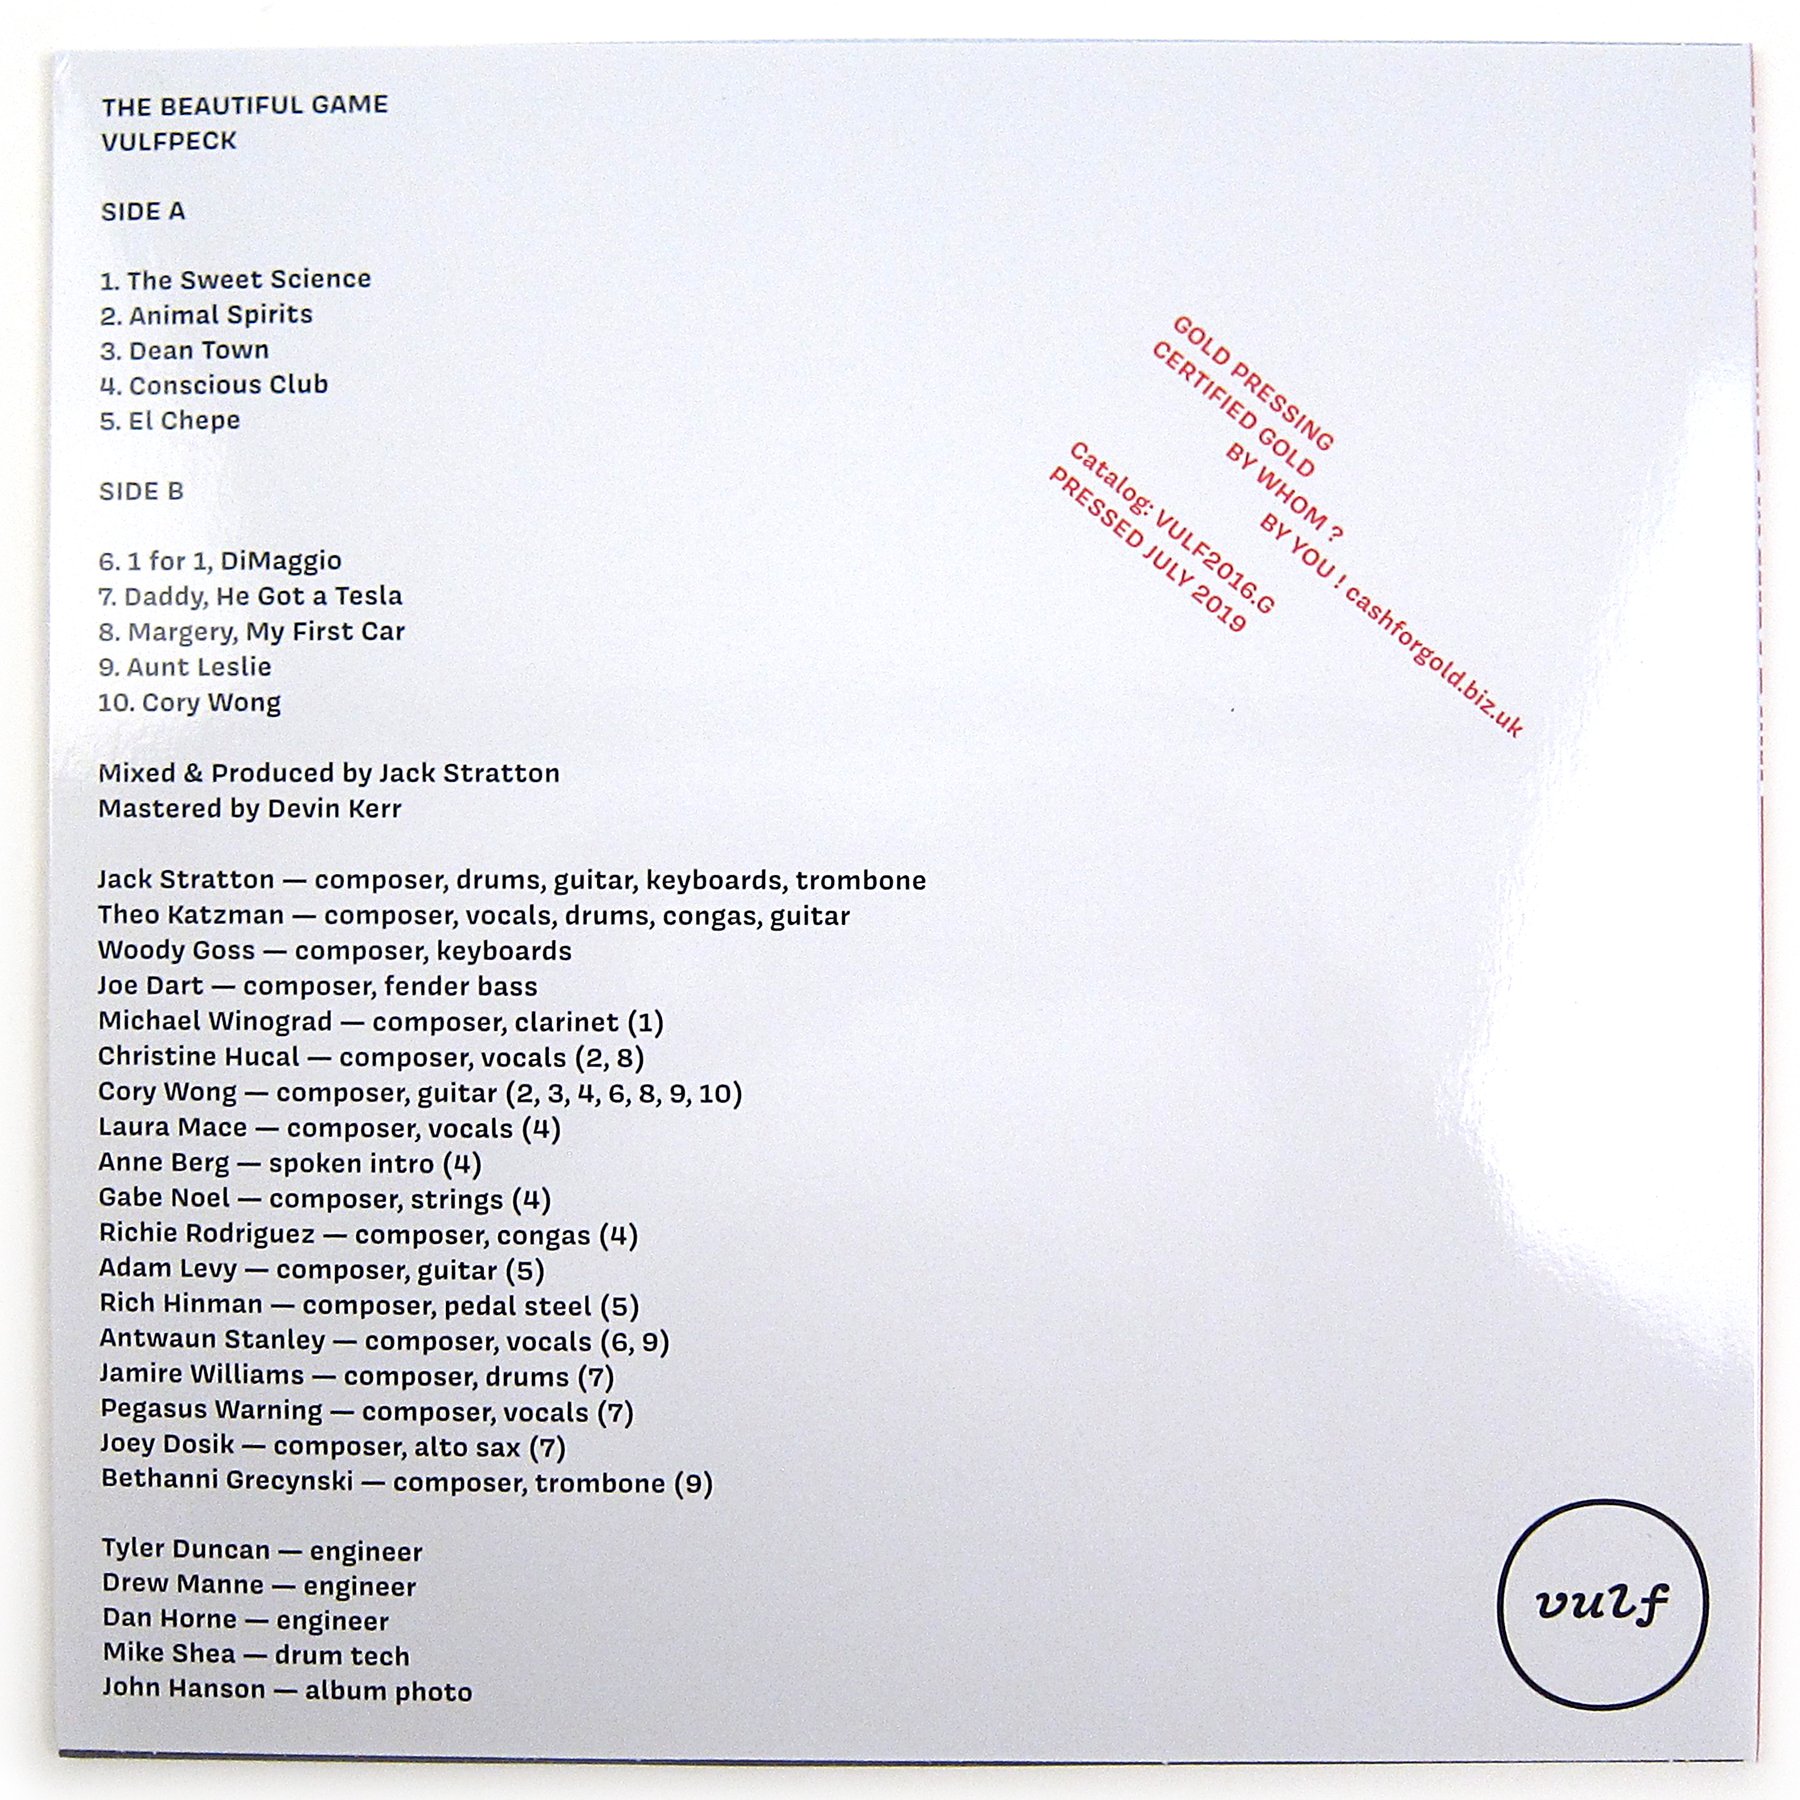 THE BEAUTIFUL GAME
VULFPECK
SIDE A
1. The Sweet Science
2. Animal Spirits
3. Dean Town
4. Conscious Club
5. El Chepe
SIDE B
6. 1 for 1, DiMaggio
7. Daddy, He Got a Tesla
8. Margery, My First Car
9. Aunt Leslie
10. Cory Wong
Mixed & Produced by Jack Stratton
Mastered by Devin Kerr
Jack Stratton — composer, drums, guitar, keyboards, trombone
Theo Katzman — composer, vocals, drums, congas, guitar
Woody Goss — composer, keyboards
Joe Dart — composer, fender bass
Michael Winograd — composer, clarinet (1)
Christine Hucal — composer, vocals (2, 8)
Cory Wong — composer, guitar (2, 3, 4, 6, 8, 9, 10)
Laura Mace — composer, vocals (4)
Anne Berg — spoken intro (4)
Gabe Noel — composer, strings (4)
Richie Rodriguez — composer, congas (4)
Adam Levy — composer, guitar (5)
Rich Hinman — composer, pedal steel (5)
Antwaun Stanley — composer, vocals (6, 9)
Jamire Williams — composer, drums (7)
Pegasus Warning — composer, vocals (7)
Joey Dosik — composer, alto sax (7)
Bethanni Grecynski — composer, trombone (9)
Tyler Duncan — engineer
Drew Manne — engineer
Dan Horne — engineer
Mike Shea — drum tech
John Hanson — album photo
GOLD PRESSING
CERTIFIED GOLD
BY WHOM ?
BY YOU ! cashforgold.biz.uk
Catalog: VULF2016.G
PRESSED JULY 2019
vulf